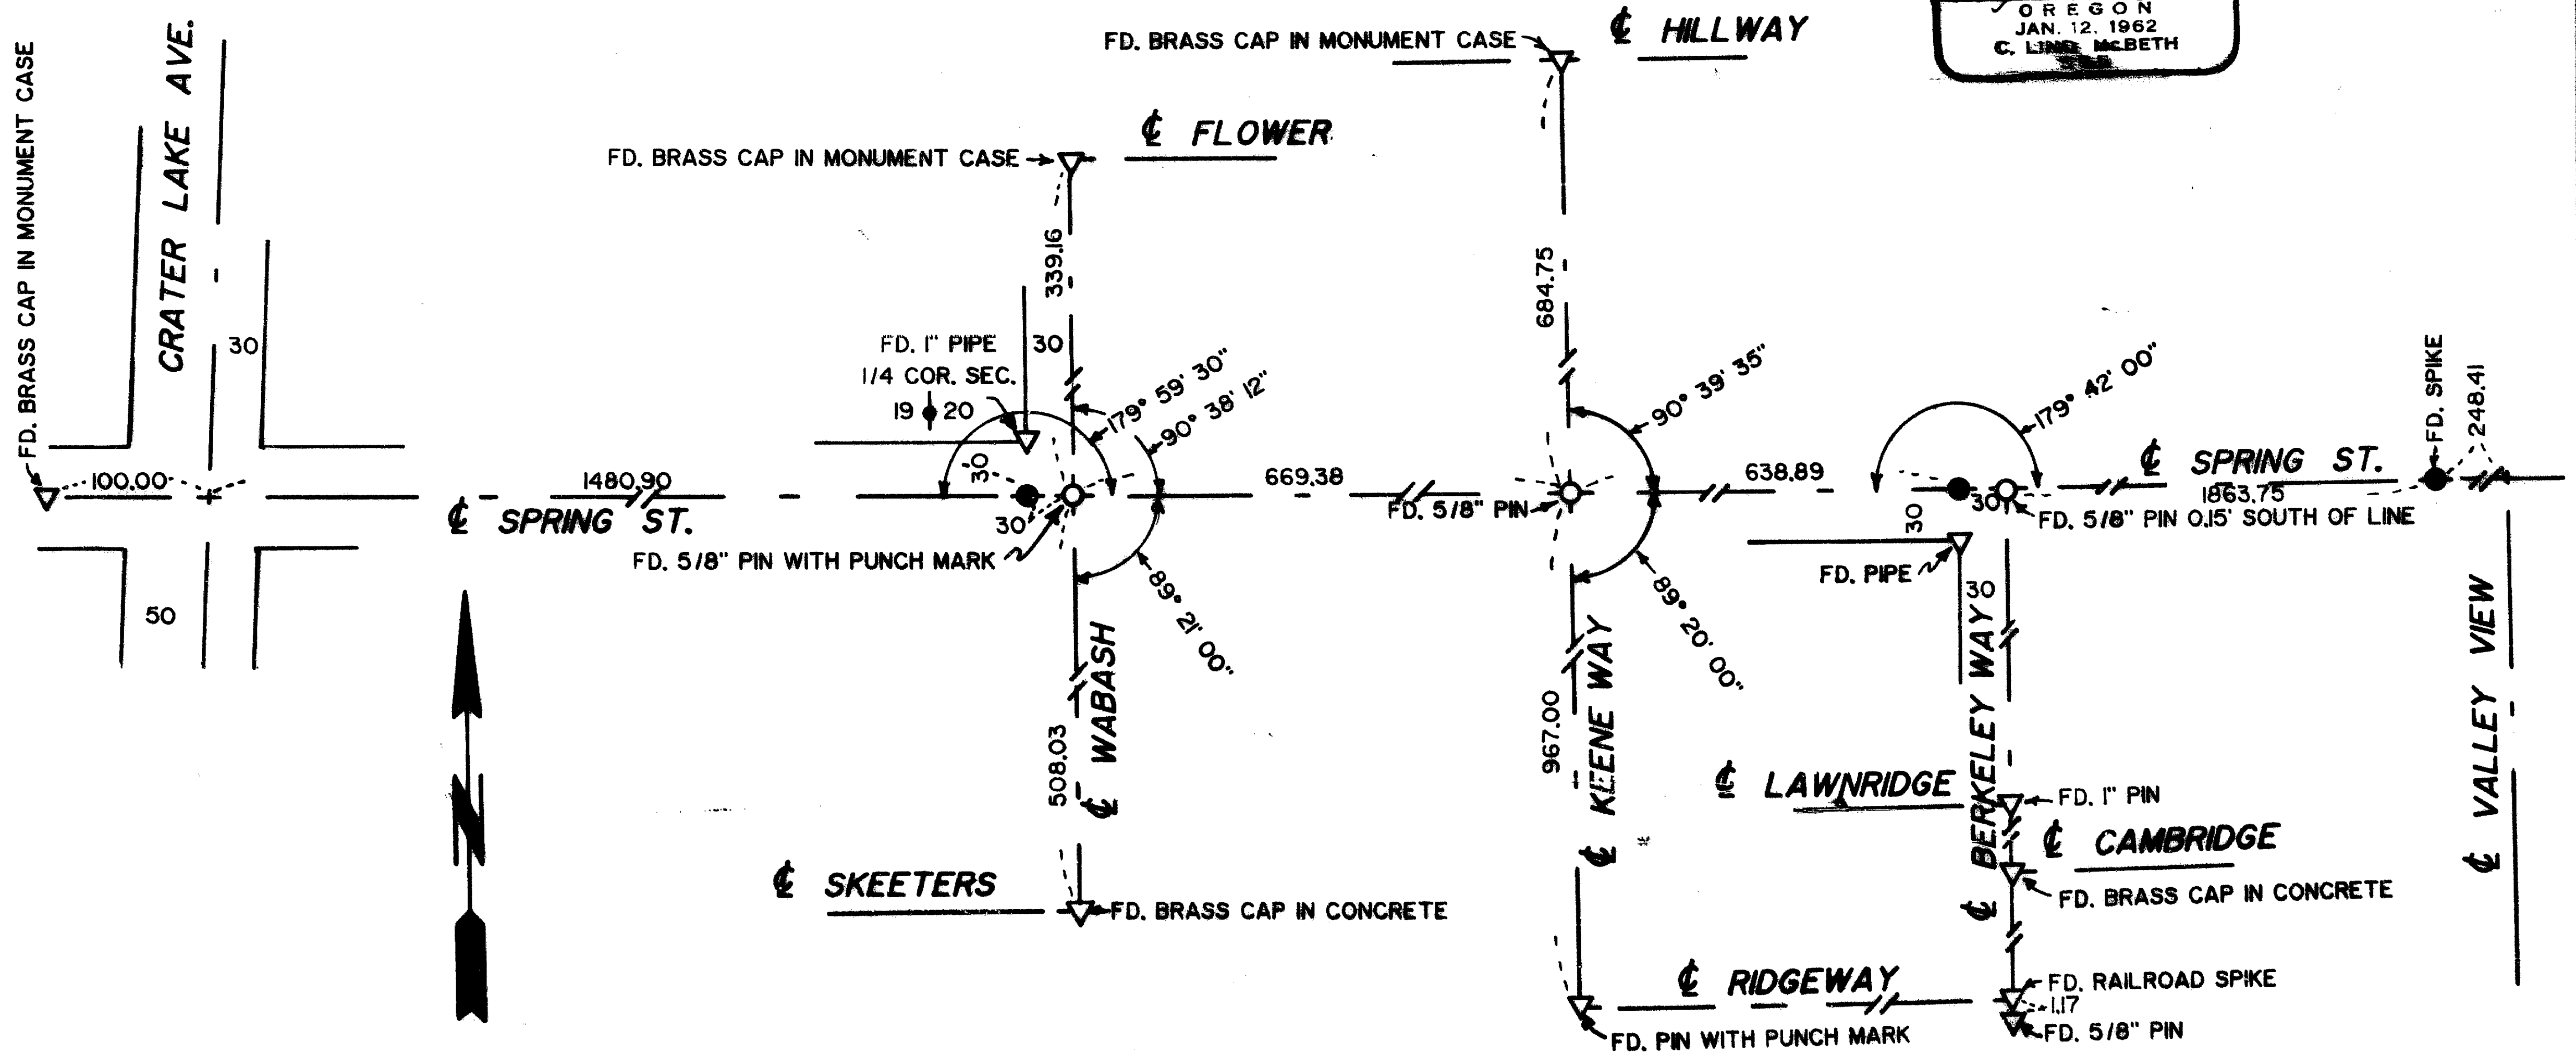 OREGON
JAN. 12, 1962
C. LIND McBETH
FD. BRASS CAP IN MONUMENT CASE
CRATER LAKE AVE.
30
50
100.00
℄ SPRING ST.
1480.90
FD. BRASS CAP IN MONUMENT CASE
℄ FLOWER
339.16
FD. 1" PIPE
1/4 COR. SEC.
19 20
30
30
30
179° 59' 30"
90° 38' 12"
89° 21' 00"
FD. 5/8" PIN WITH PUNCH MARK
℄ WABASH
508.03
℄ SKEETERS
FD. BRASS CAP IN CONCRETE
669.38
FD. BRASS CAP IN MONUMENT CASE
℄ HILLWAY
684.75
90° 39' 35"
FD. 5/8" PIN
89° 20' 00"
℄ KEENE WAY
967.00
℄ RIDGEWAY
FD. PIN WITH PUNCH MARK
638.89
179° 42' 00"
℄ SPRING ST.
1863.75
30
30
FD. 5/8" PIN 0.15' SOUTH OF LINE
FD. PIPE
30
℄ BERKELEY WAY
℄ LAWNRIDGE
FD. 1" PIN
℄ CAMBRIDGE
FD. BRASS CAP IN CONCRETE
FD. RAILROAD SPIKE
1.17
FD. 5/8" PIN
FD. SPIKE
248.41
℄ VALLEY VIEW
N